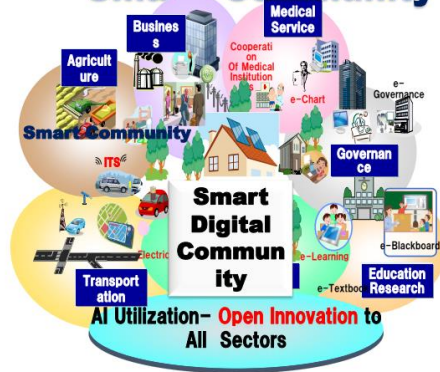 Community
Medical
Service
Busines
s
Cooperati
on Of Medical
Institution
s
Agricult
ure
e-
Governance
e-Chart
Smart Community
ITS
Governan
ce
Smart
Digital
Commun
ity
Electric
e-Learning
e-Blackboard
e-Textboo
Education
Research
Transport
ation
AI Utilization- Open Innovation to
All Sectors